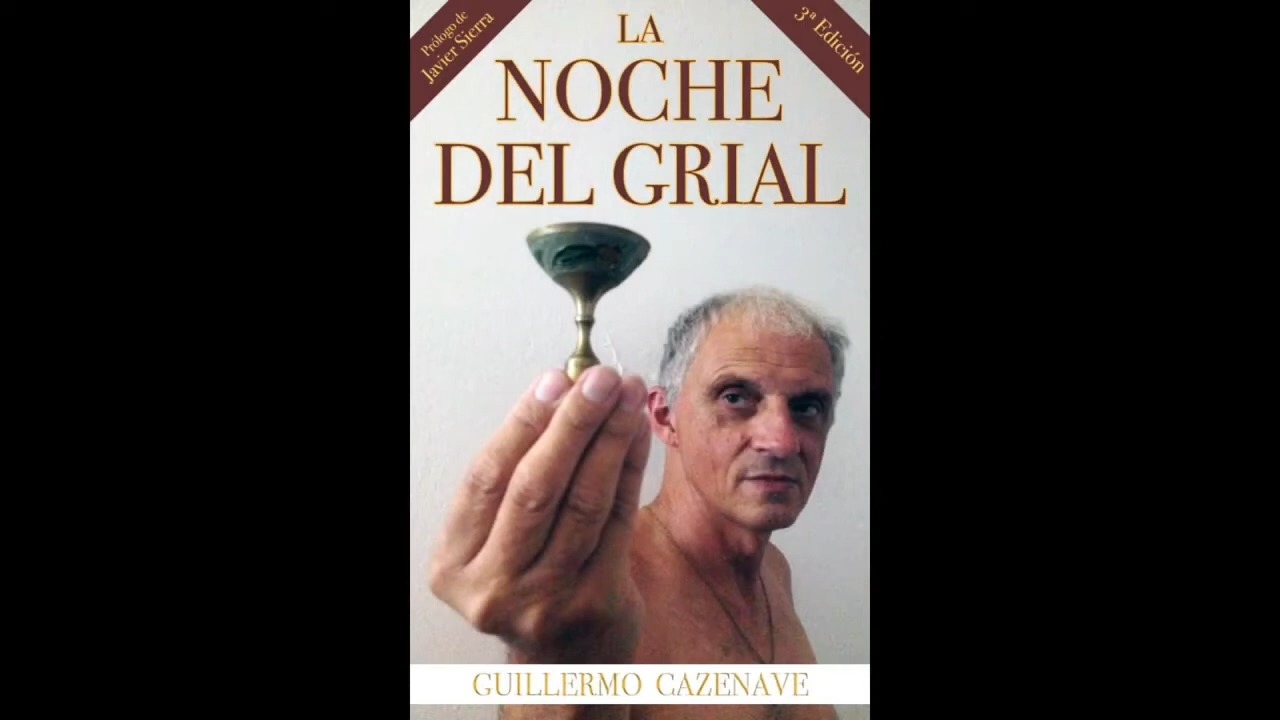 Prólogo de
Javier Sierra
3ª Edición
LA
NOCHE
DEL GRIAL
GUILLERMO CAZENAVE